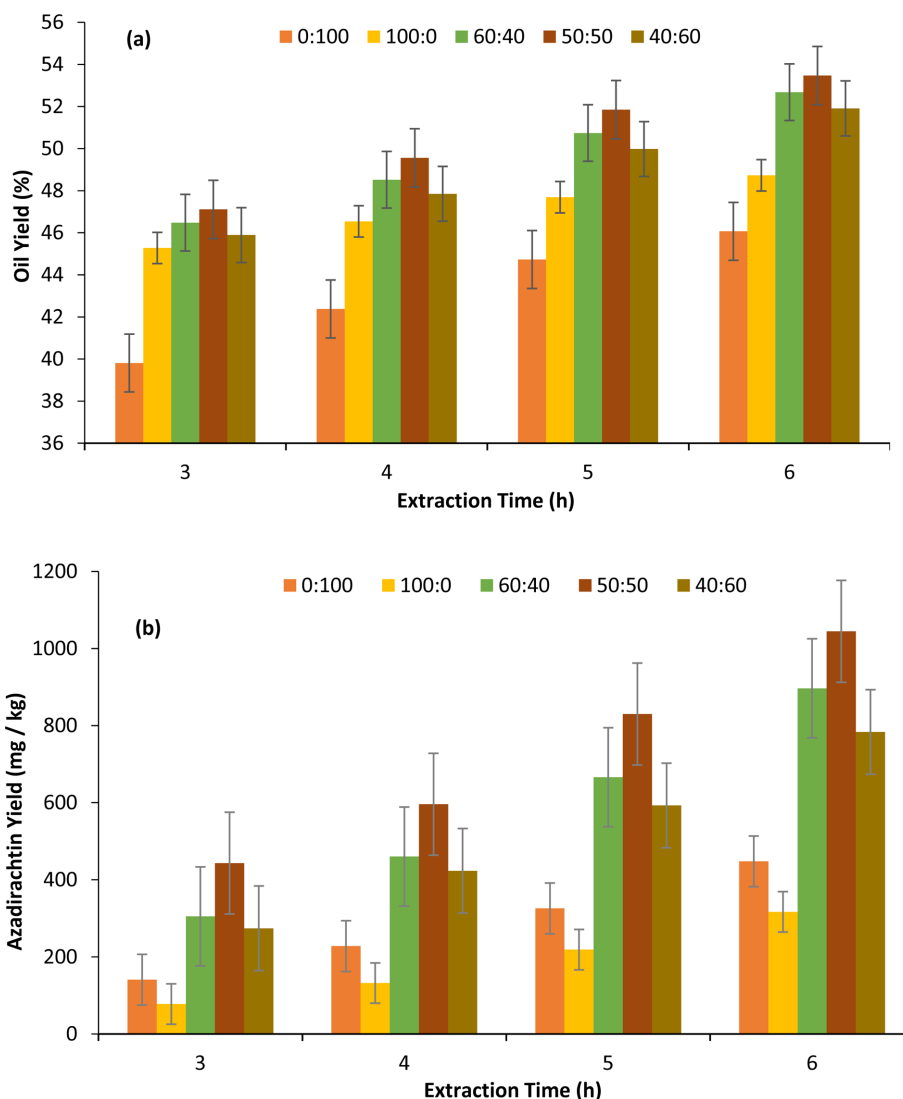 (a)
0:100 100:0 60:40 50:50 40:60
Oil Yield (%)
56
54
52
50
48
46
44
42
40
38
36
3 4 5 6
Extraction Time (h)
(b)
0:100 100:0 60:40 50:50 40:60
Azadirachtin Yield (mg / kg)
1200
1000
800
600
400
200
0
3 4 5 6
Extraction Time (h)